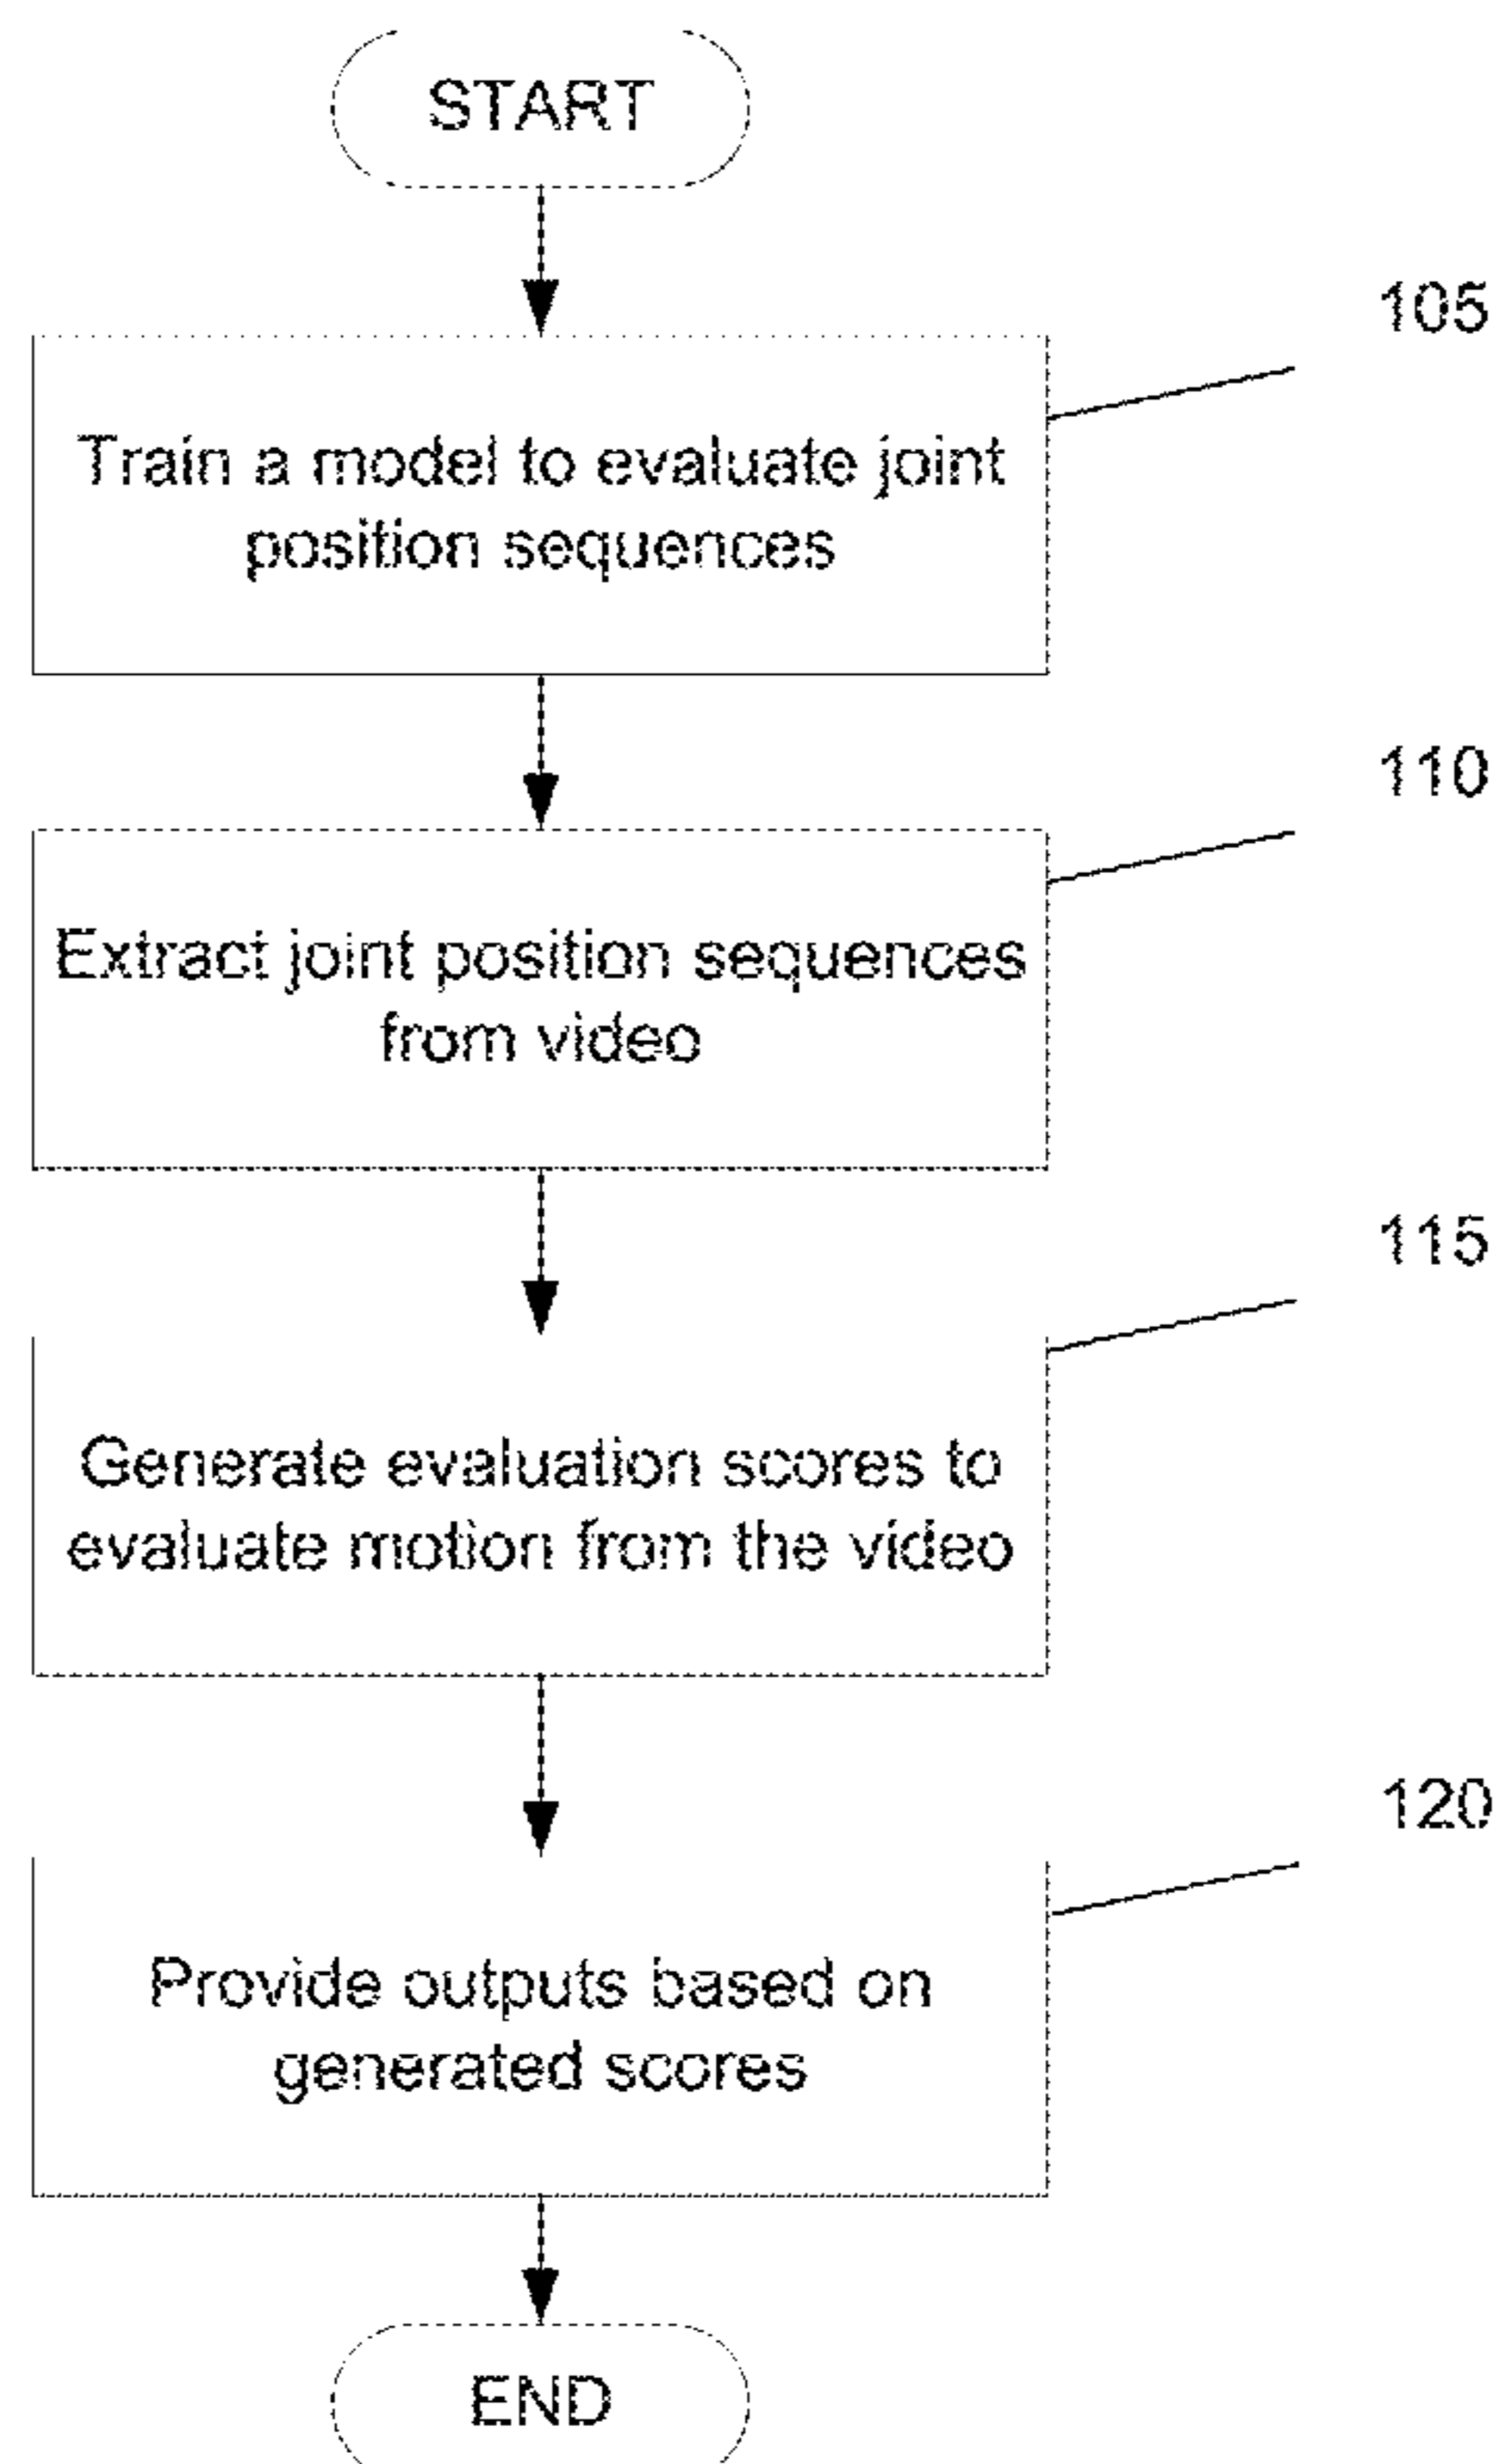 START
105
Train a model to evaluate joint
position sequences
110
Extract joint position sequences
from video
115
Generate evaluation scores to
evaluate motion from the video
120
Provide outputs based on
generated scores
END